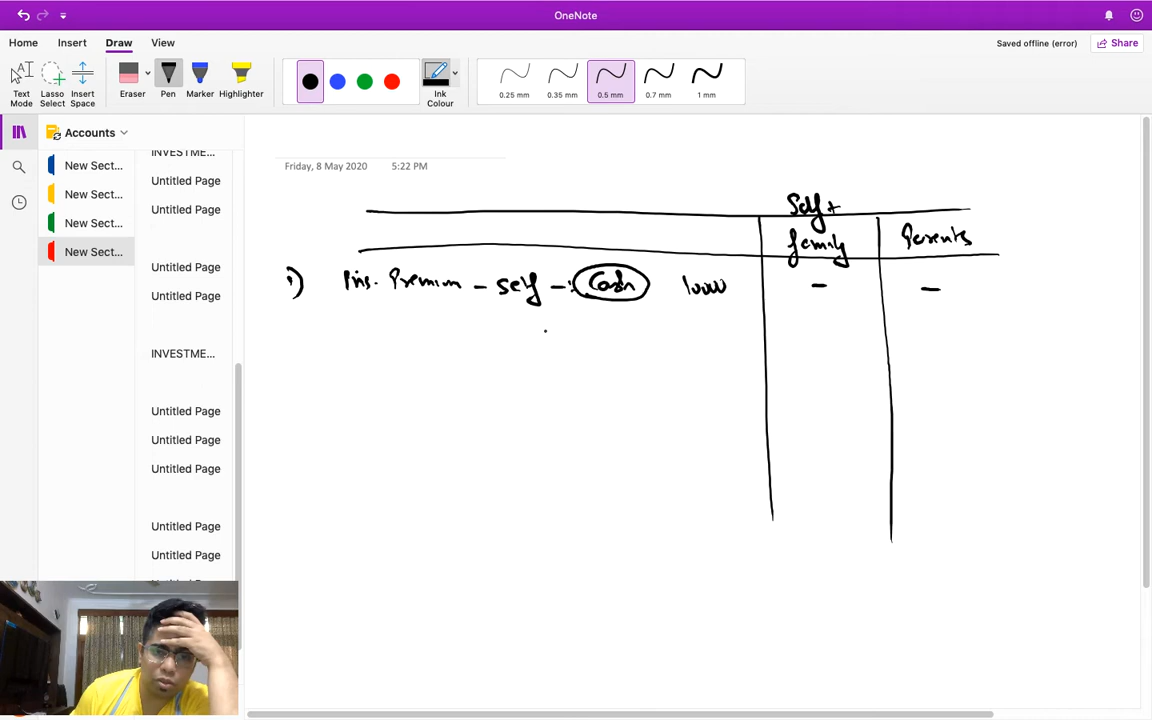 OneNote
Home Insert Draw View
Saved offline (error) Share
Text Mode
Lasso Select
Insert Space
Eraser
Pen
Marker
Highlighter
Ink Colour
0.25 mm
0.35 mm
0.5 mm
0.7 mm
1 mm
Accounts
New Sect...
New Sect...
New Sect...
New Sect...
INVESTME...
Untitled Page
Untitled Page
Untitled Page
Untitled Page
INVESTME...
Untitled Page
Untitled Page
Untitled Page
Untitled Page
Untitled Page
Friday, 8 May 2020 5:22 PM
Self +
family Parents
1) Ins. Premium - Self - Cash 10000 - -